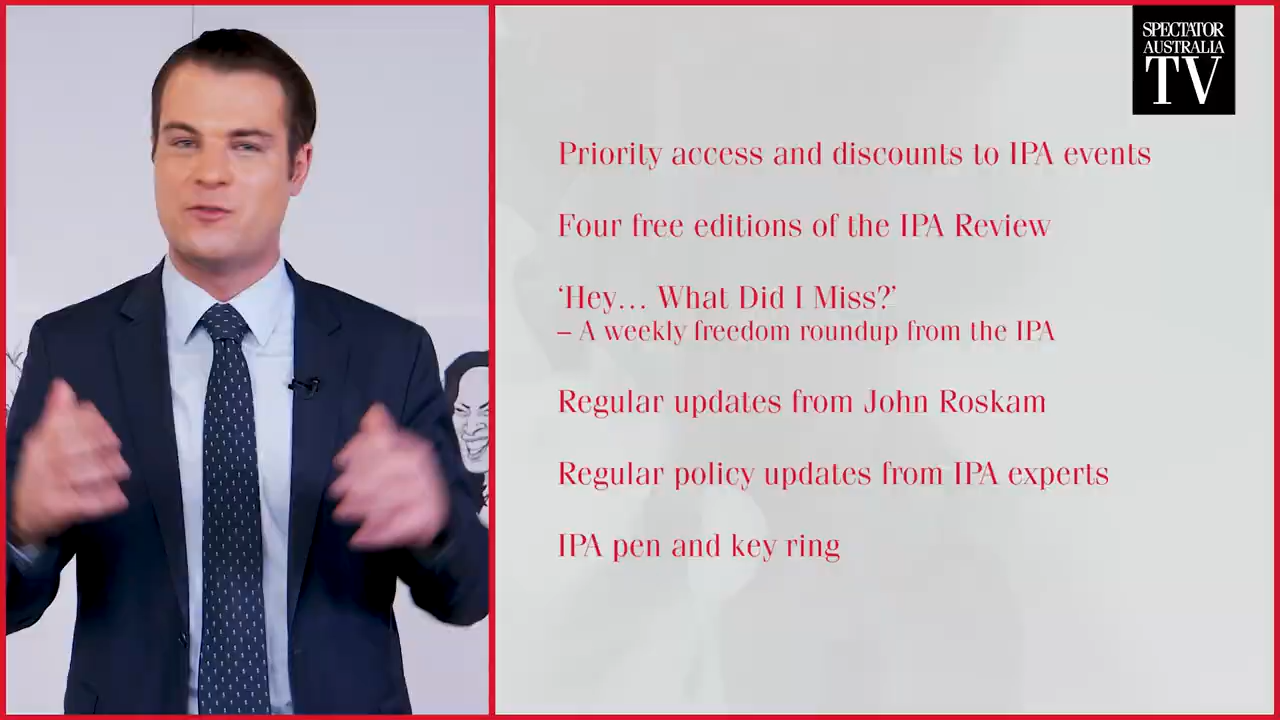 SPECTATOR
AUSTRALIA
TV
Priority access and discounts to IPA events
Four free editions of the IPA Review
‘Hey… What Did I Miss?’
– A weekly freedom roundup from the IPA
Regular updates from John Roskam
Regular policy updates from IPA experts
IPA pen and key ring